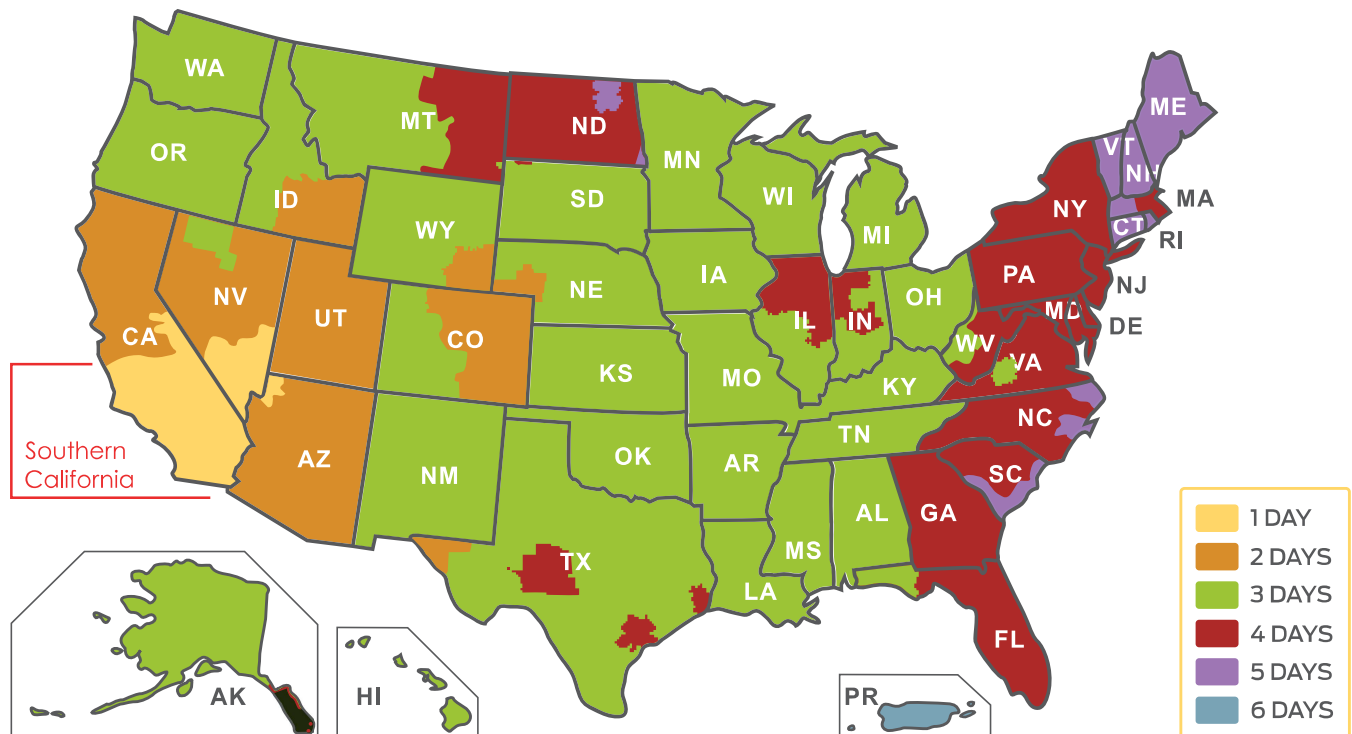 WA
OR
MT
ID
ND
MN
SD
WI
MI
WY
NV
CA
UT
CO
NE
IA
IL
IN
OH
PA
NY
VT
NH
ME
MA
CT
RI
NJ
MD
DE
WV
VA
KS
MO
KY
NC
TN
SC
AZ
NM
OK
AR
MS
AL
GA
TX
LA
FL
AK
HI
PR
Southern
California
1 DAY
2 DAYS
3 DAYS
4 DAYS
5 DAYS
6 DAYS